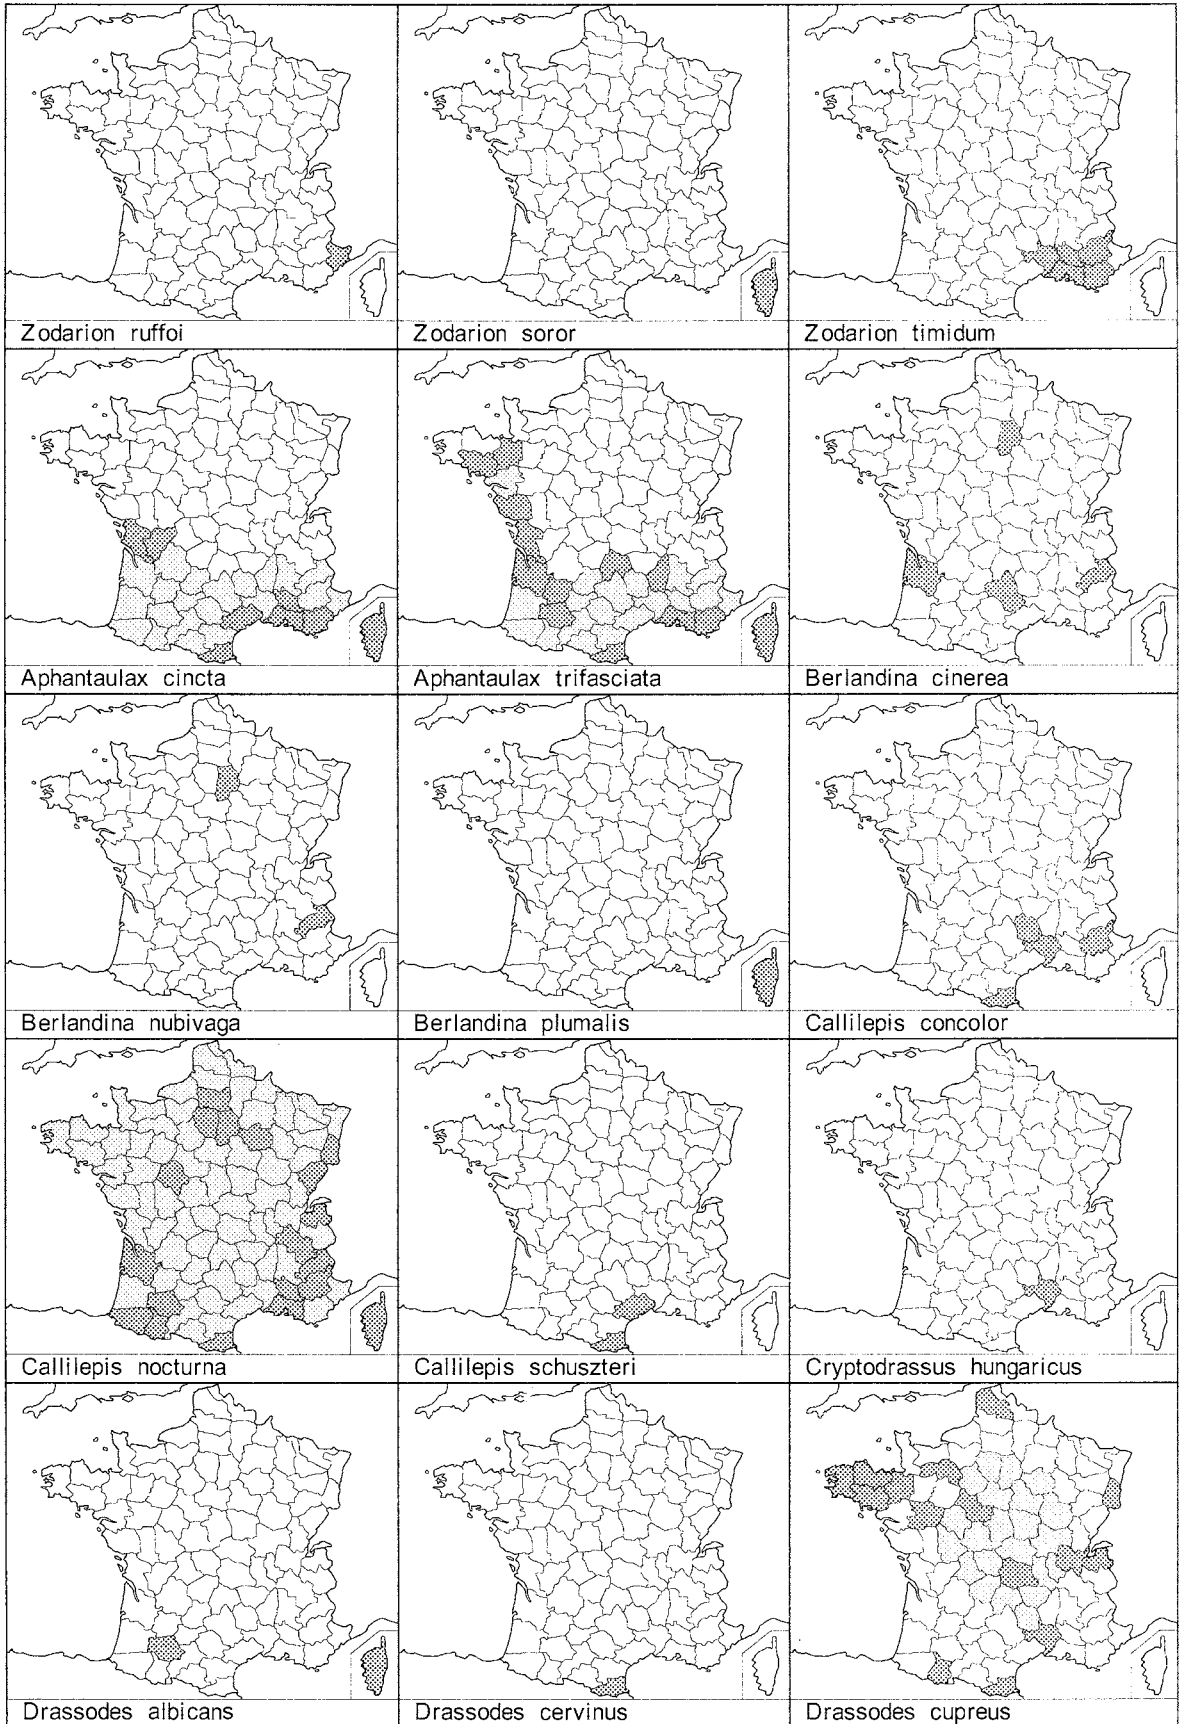 Zodarion ruffoi
Zodarion soror
Zodarion timidum
Aphantaulax cincta
Aphantaulax trifasciata
Berlandina cinerea
Berlandina nubivaga
Berlandina plumalis
Callilepis concolor
Callilepis nocturna
Callilepis schuszteri
Cryptodrassus hungaricus
Drassodes albicans
Drassodes cervinus
Drassodes cupreus